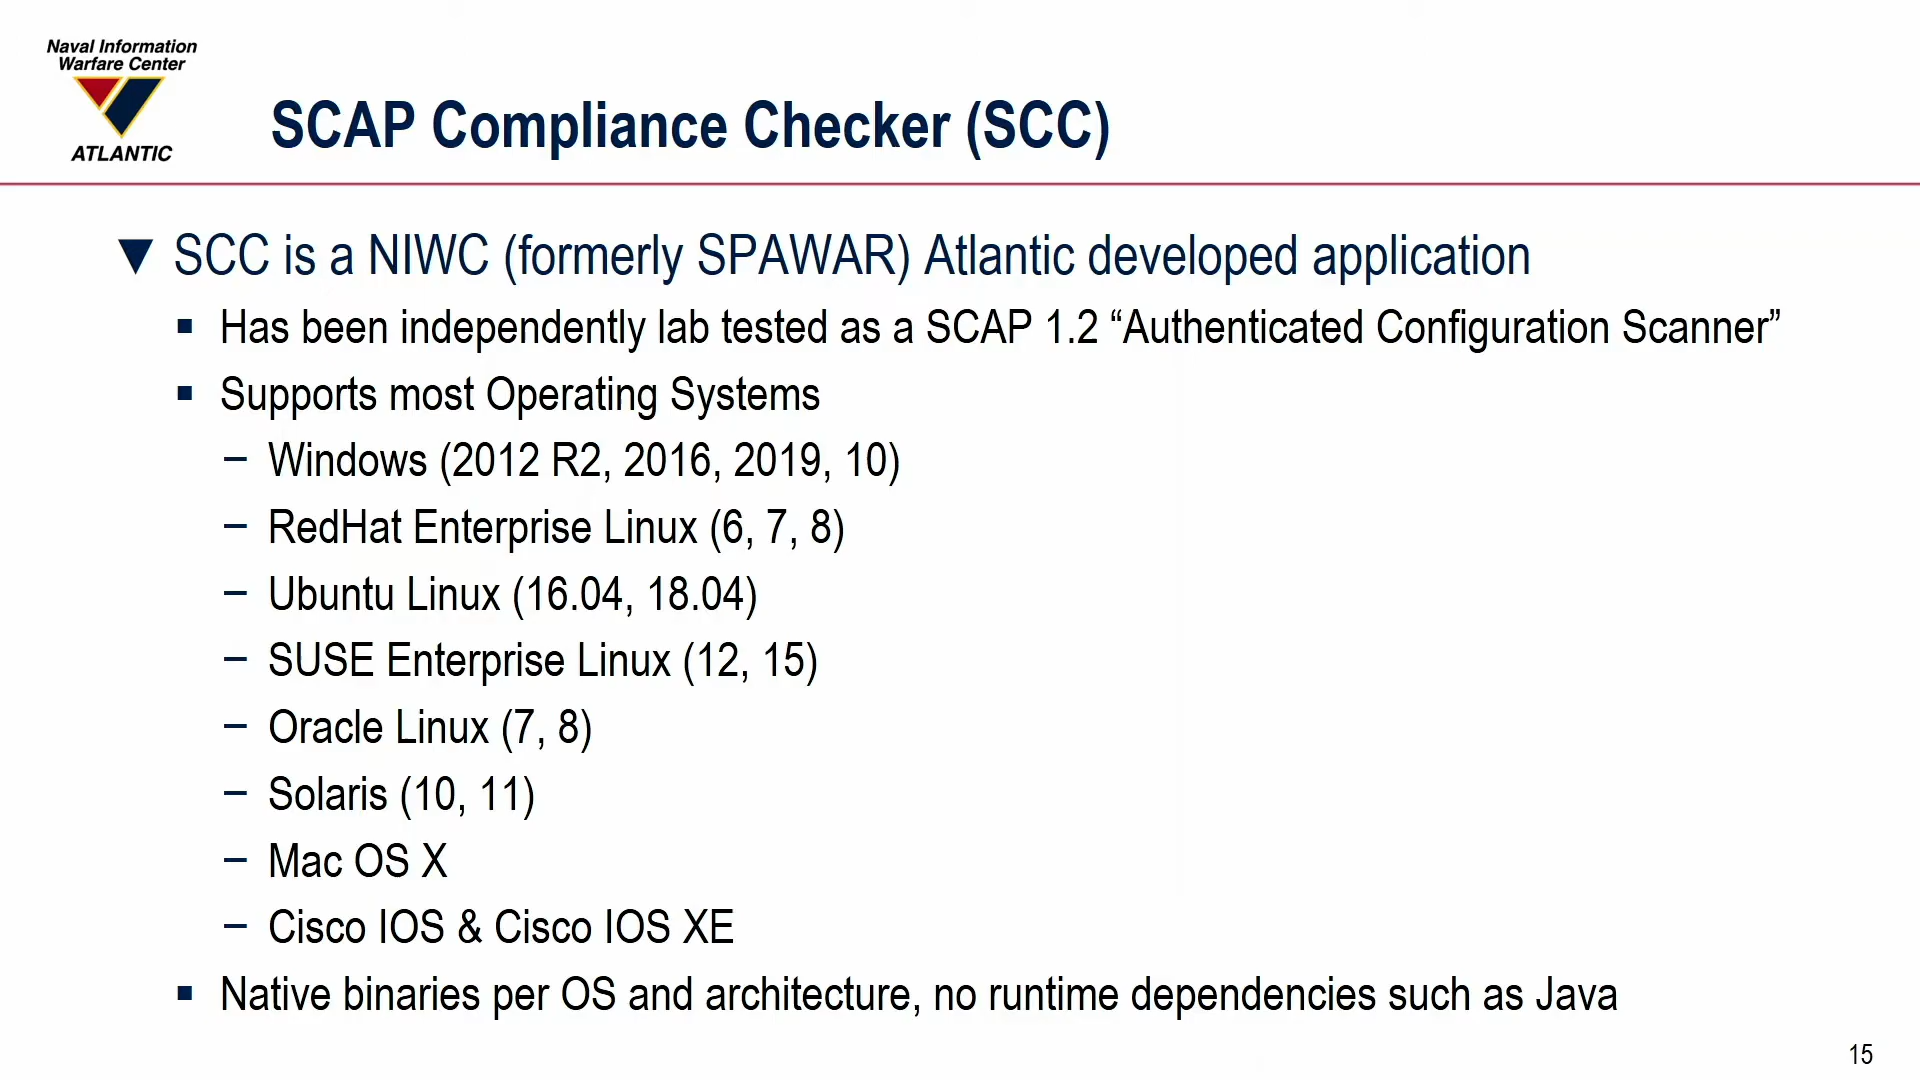 Naval Information
Warfare Center
ATLANTIC
SCAP Compliance Checker (SCC)
▼ SCC is a NIWC (formerly SPAWAR) Atlantic developed application
▪ Has been independently lab tested as a SCAP 1.2 “Authenticated Configuration Scanner”
▪ Supports most Operating Systems
– Windows (2012 R2, 2016, 2019, 10)
– RedHat Enterprise Linux (6, 7, 8)
– Ubuntu Linux (16.04, 18.04)
– SUSE Enterprise Linux (12, 15)
– Oracle Linux (7, 8)
– Solaris (10, 11)
– Mac OS X
– Cisco IOS & Cisco IOS XE
▪ Native binaries per OS and architecture, no runtime dependencies such as Java
15